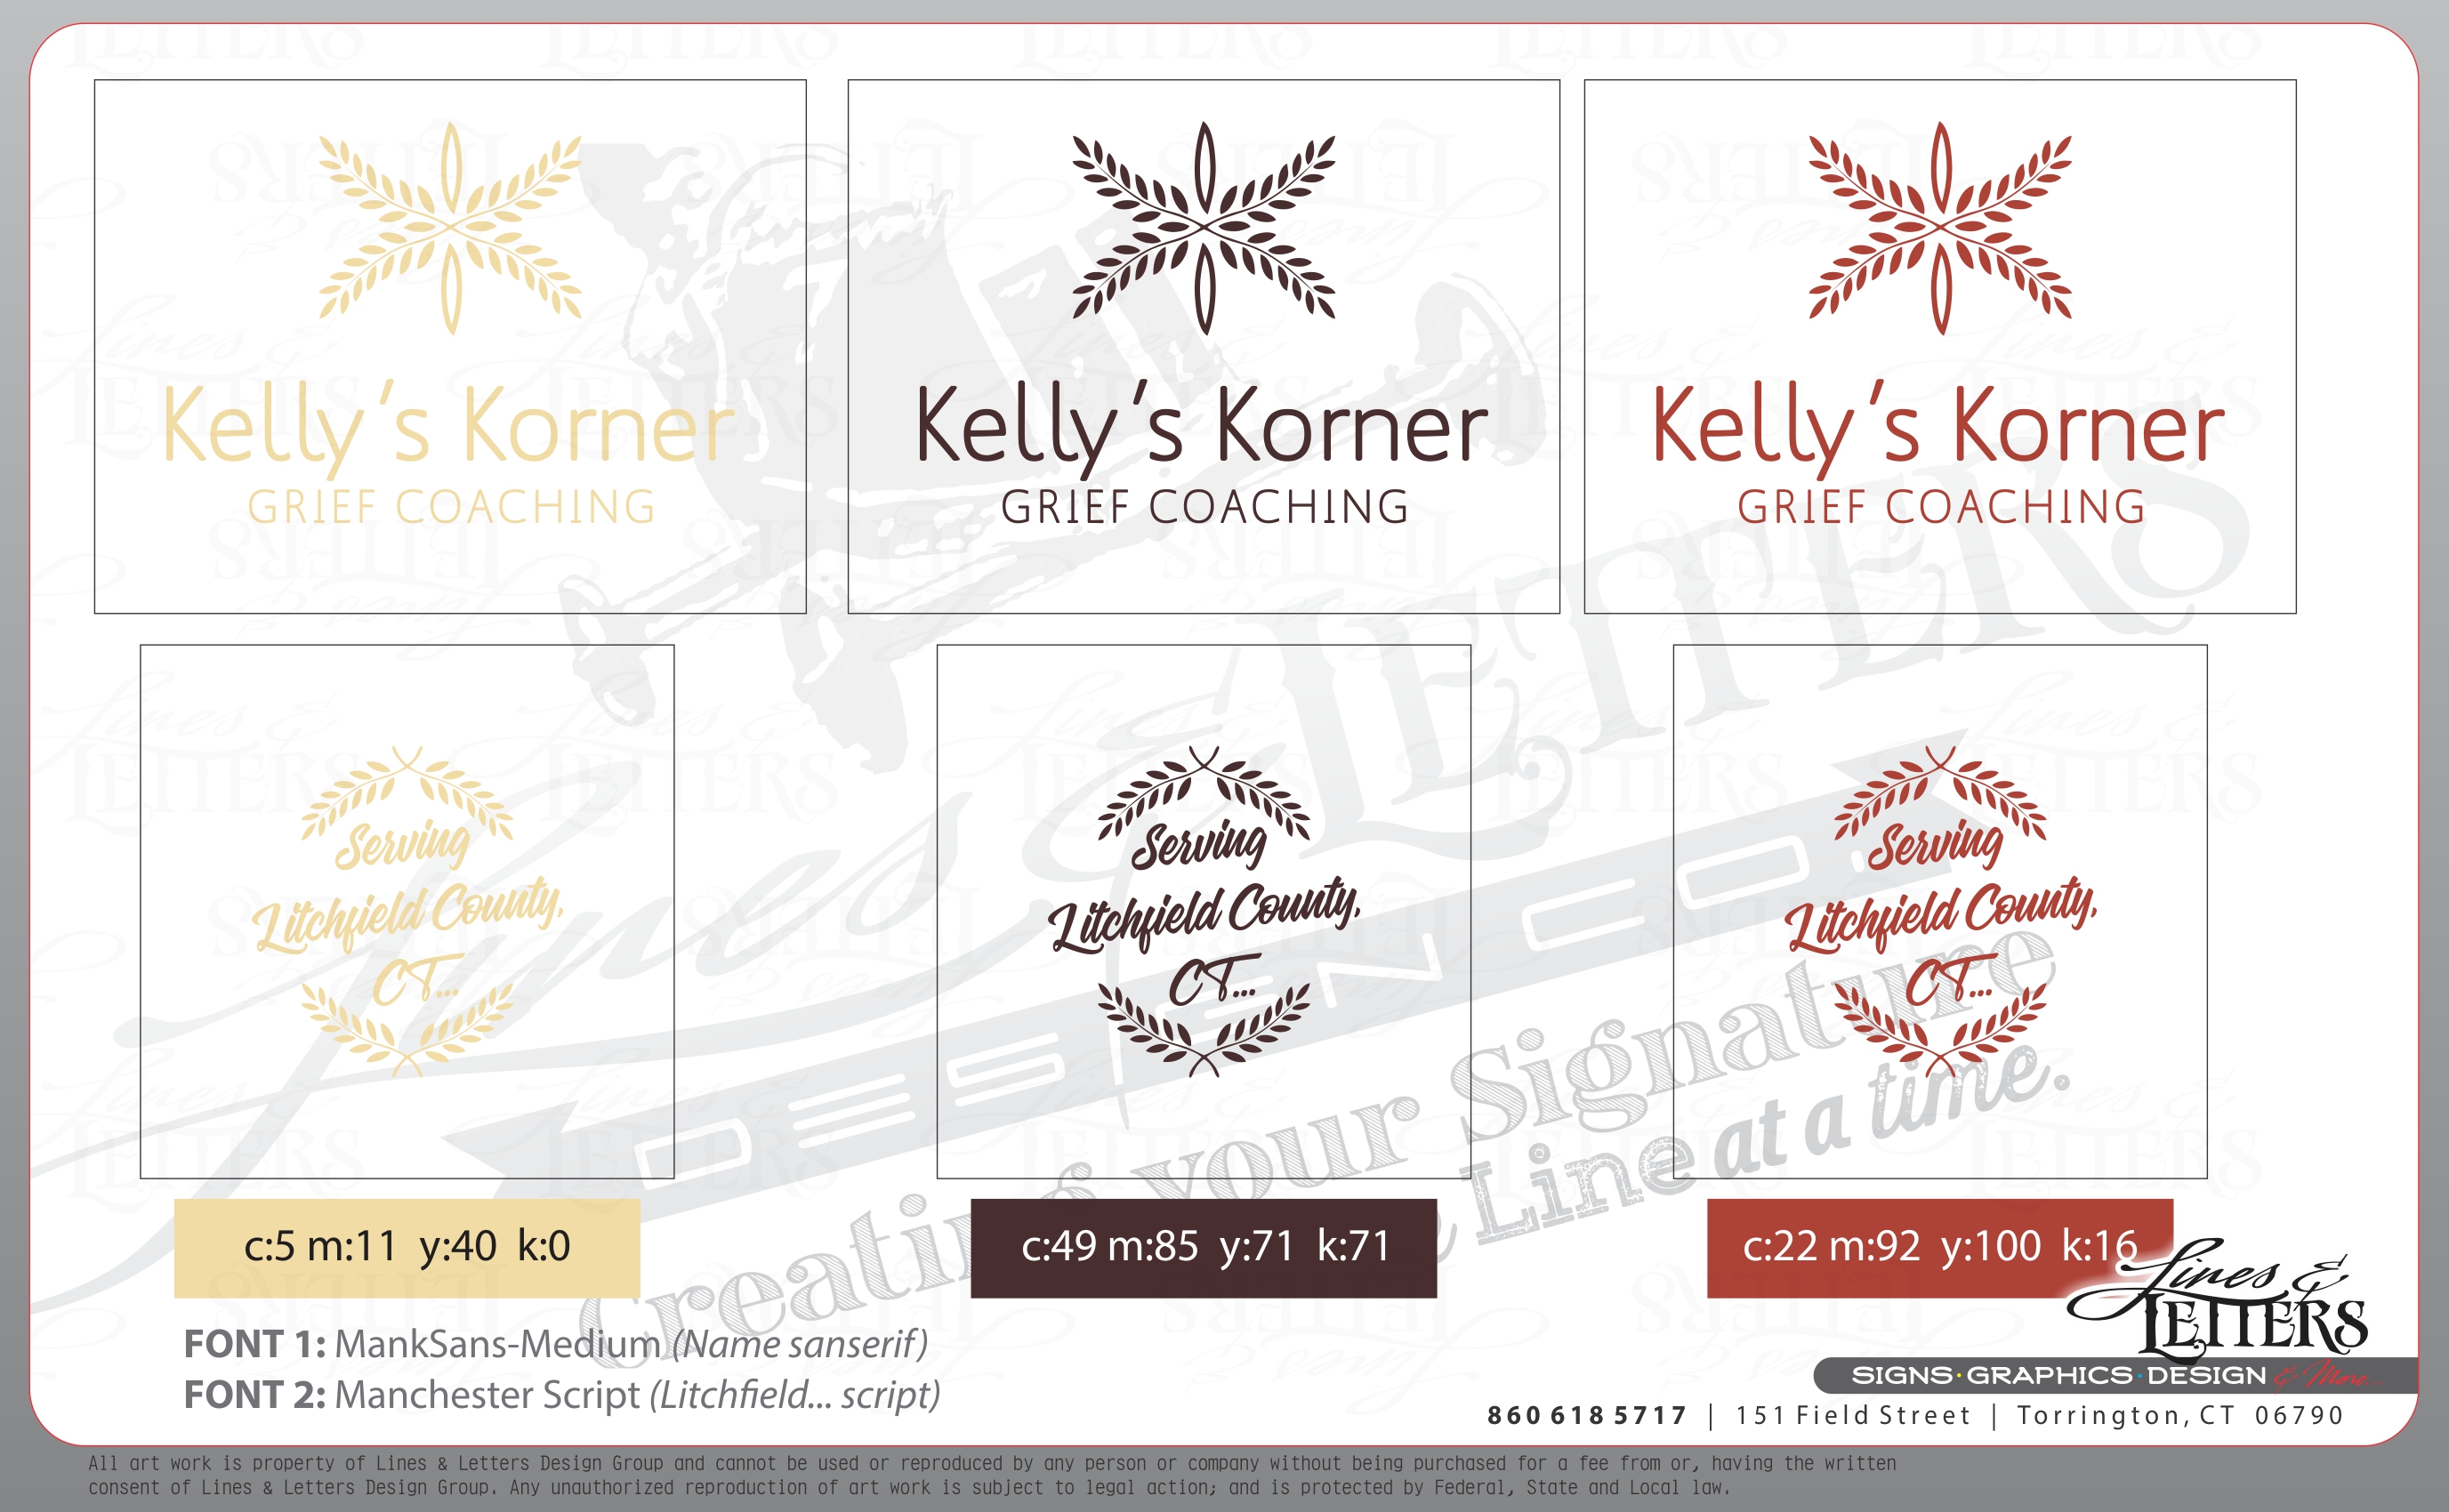 Kelly's Korner
GRIEF COACHING
Kelly's Korner
GRIEF COACHING
Kelly's Korner
GRIEF COACHING
Serving
Litchfield County,
CT...
Serving
Litchfield County,
CT...
Serving
Litchfield County,
CT...
Lines & LETTERS
DESIGN CO.
Creating your Signature
Line at a time.
c:5 m:11 y:40 k:0
c:49 m:85 y:71 k:71
c:22 m:92 y:100 k:16
FONT 1: MankSans-Medium (Name sanserif)
FONT 2: Manchester Script (Litchfield... script)
Lines &
LETTERS
SIGNS·GRAPHICS·DESIGN & More...
860 618 5717 | 151 Field Street | Torrington, CT 06790
All art work is property of Lines & Letters Design Group and cannot be used or reproduced by any person or company without being purchased for a fee from or, having the written
consent of Lines & Letters Design Group. Any unauthorized reproduction of art work is subject to legal action; and is protected by Federal, State and Local law.